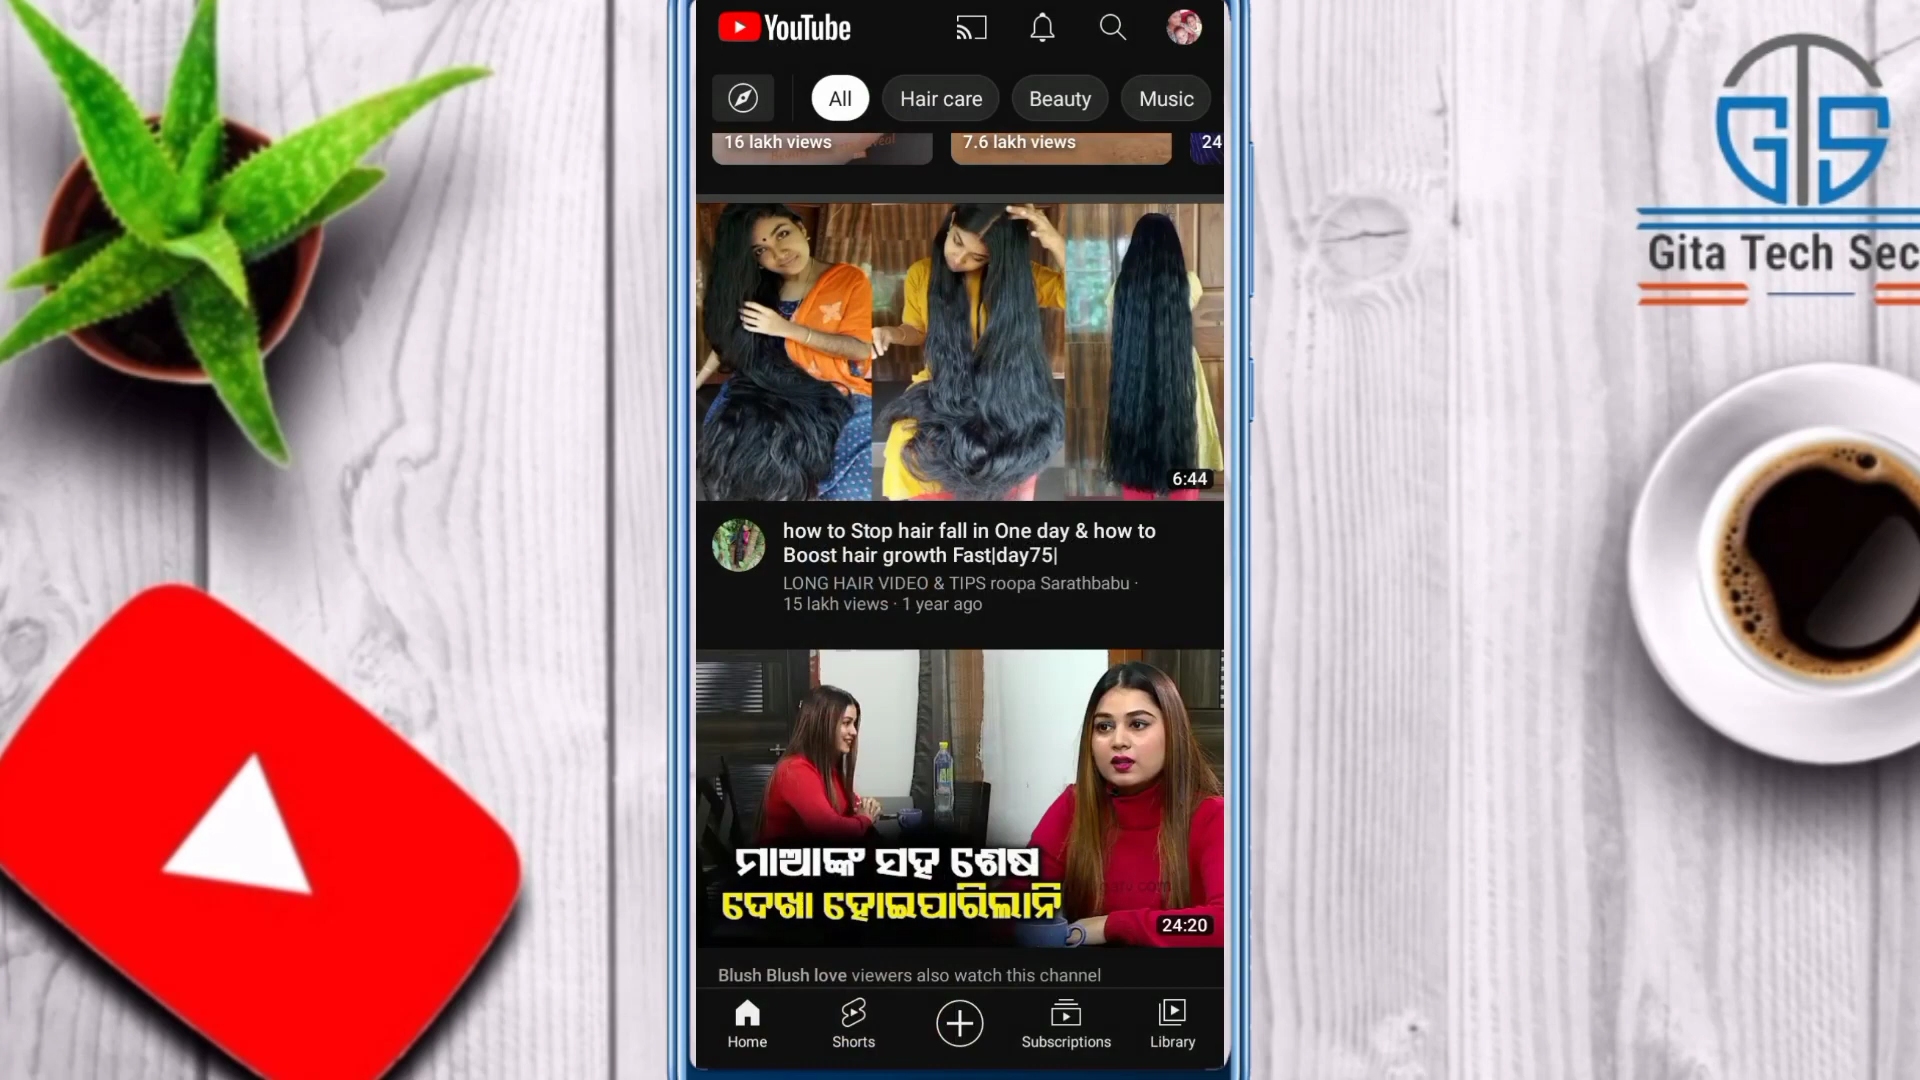 YouTube
All
Hair care
Beauty
Music
16 lakh views
7.6 lakh views
24
Gita Tech Sec
6:44
how to Stop hair fall in One day & how to
Boost hair growth Fast|day75|
LONG HAIR VIDEO & TIPS roopa Sarathbabu ·
15 lakh views · 1 year ago
ମାଆଙ୍କ ସହ ଶେଷ
ଦେଖା ହୋଇପାରିଲାନି
24:20
Blush Blush love viewers also watch this channel
Home
Shorts
Subscriptions
Library